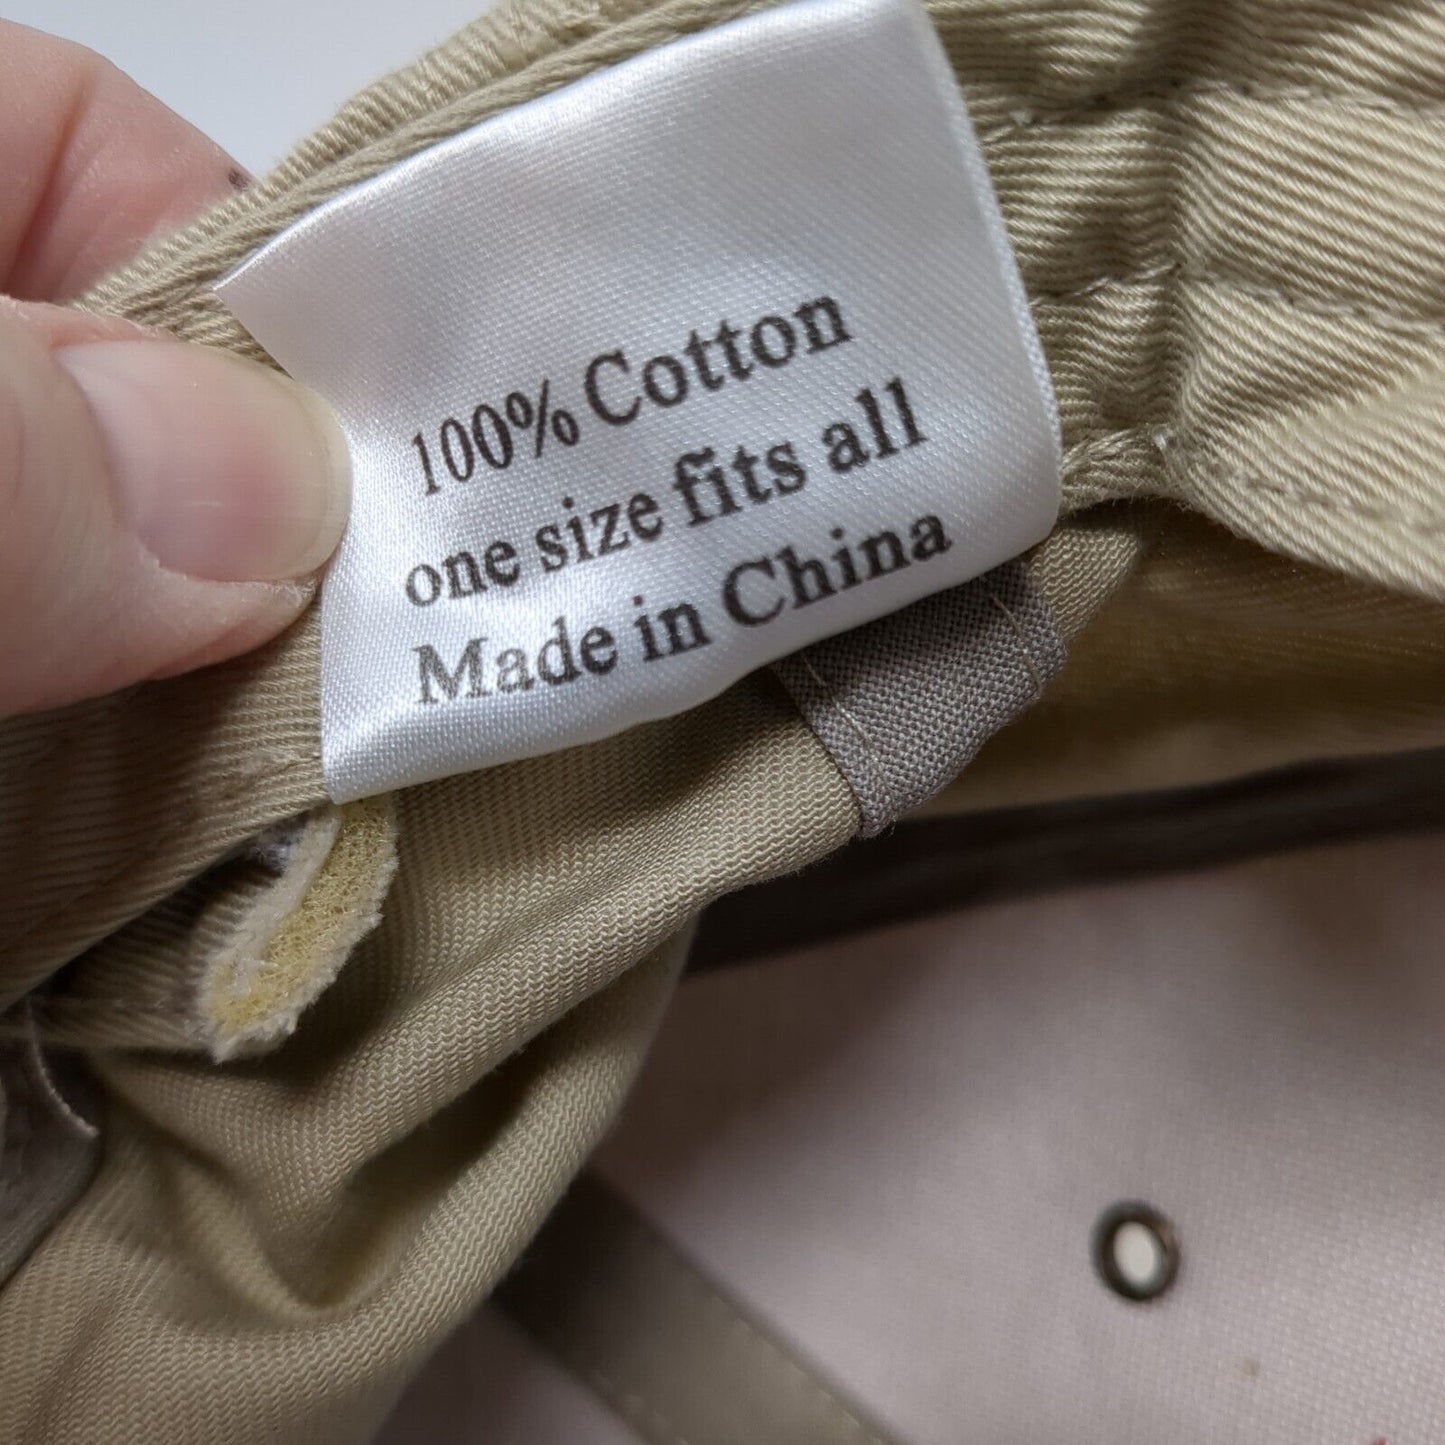 100% Cotton
one size fits all
Made in China